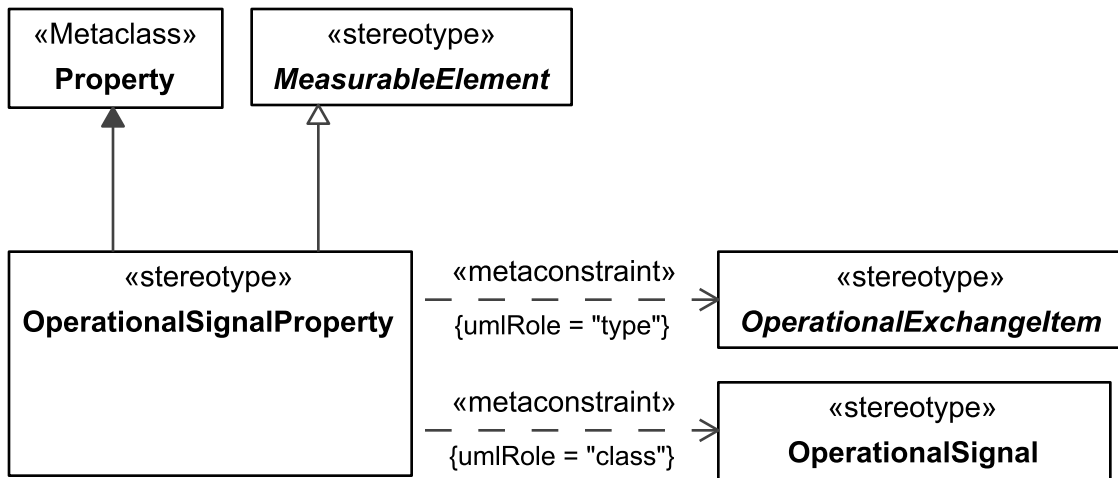 «Metaclass»
Property
«stereotype»
MeasurableElement
«stereotype»
OperationalSignalProperty
«metaconstraint»
{umlRole = "type"}
«stereotype»
OperationalExchangeItem
«metaconstraint»
{umlRole = "class"}
«stereotype»
OperationalSignal